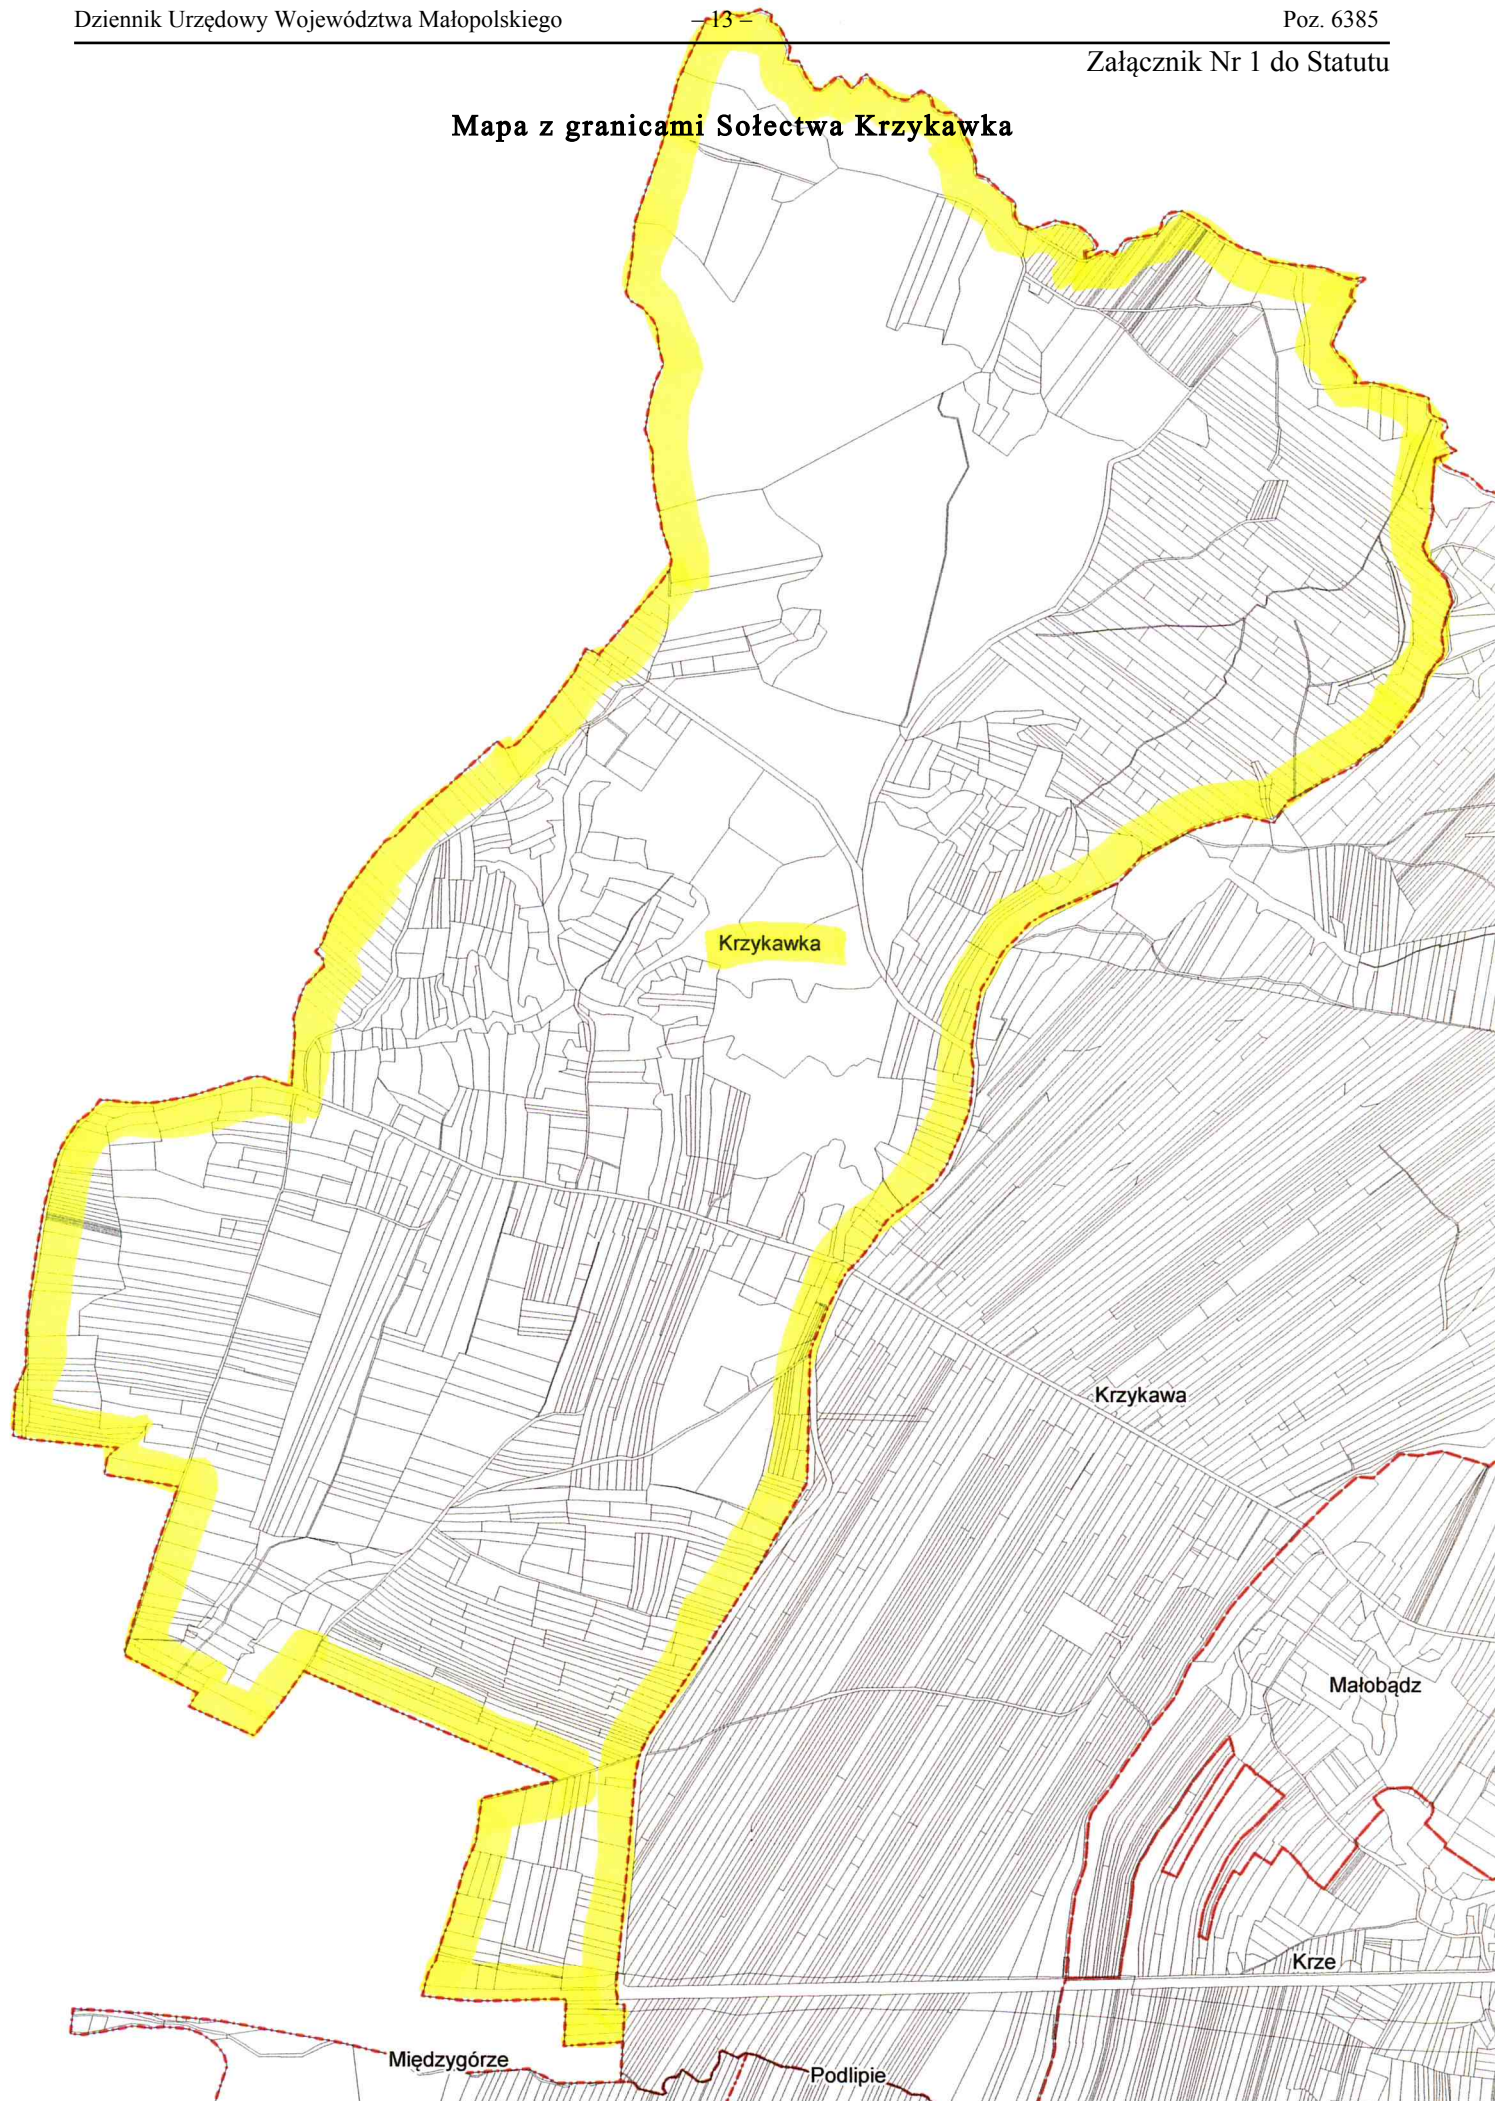 Dziennik Urzędowy Województwa Małopolskiego – 13 – Poz. 6385
Załącznik Nr 1 do Statutu
Mapa z granicami Sołectwa Krzykawka
Krzykawka
Krzykawa
Małobądz
Krze
Międzygórze
Podlipie